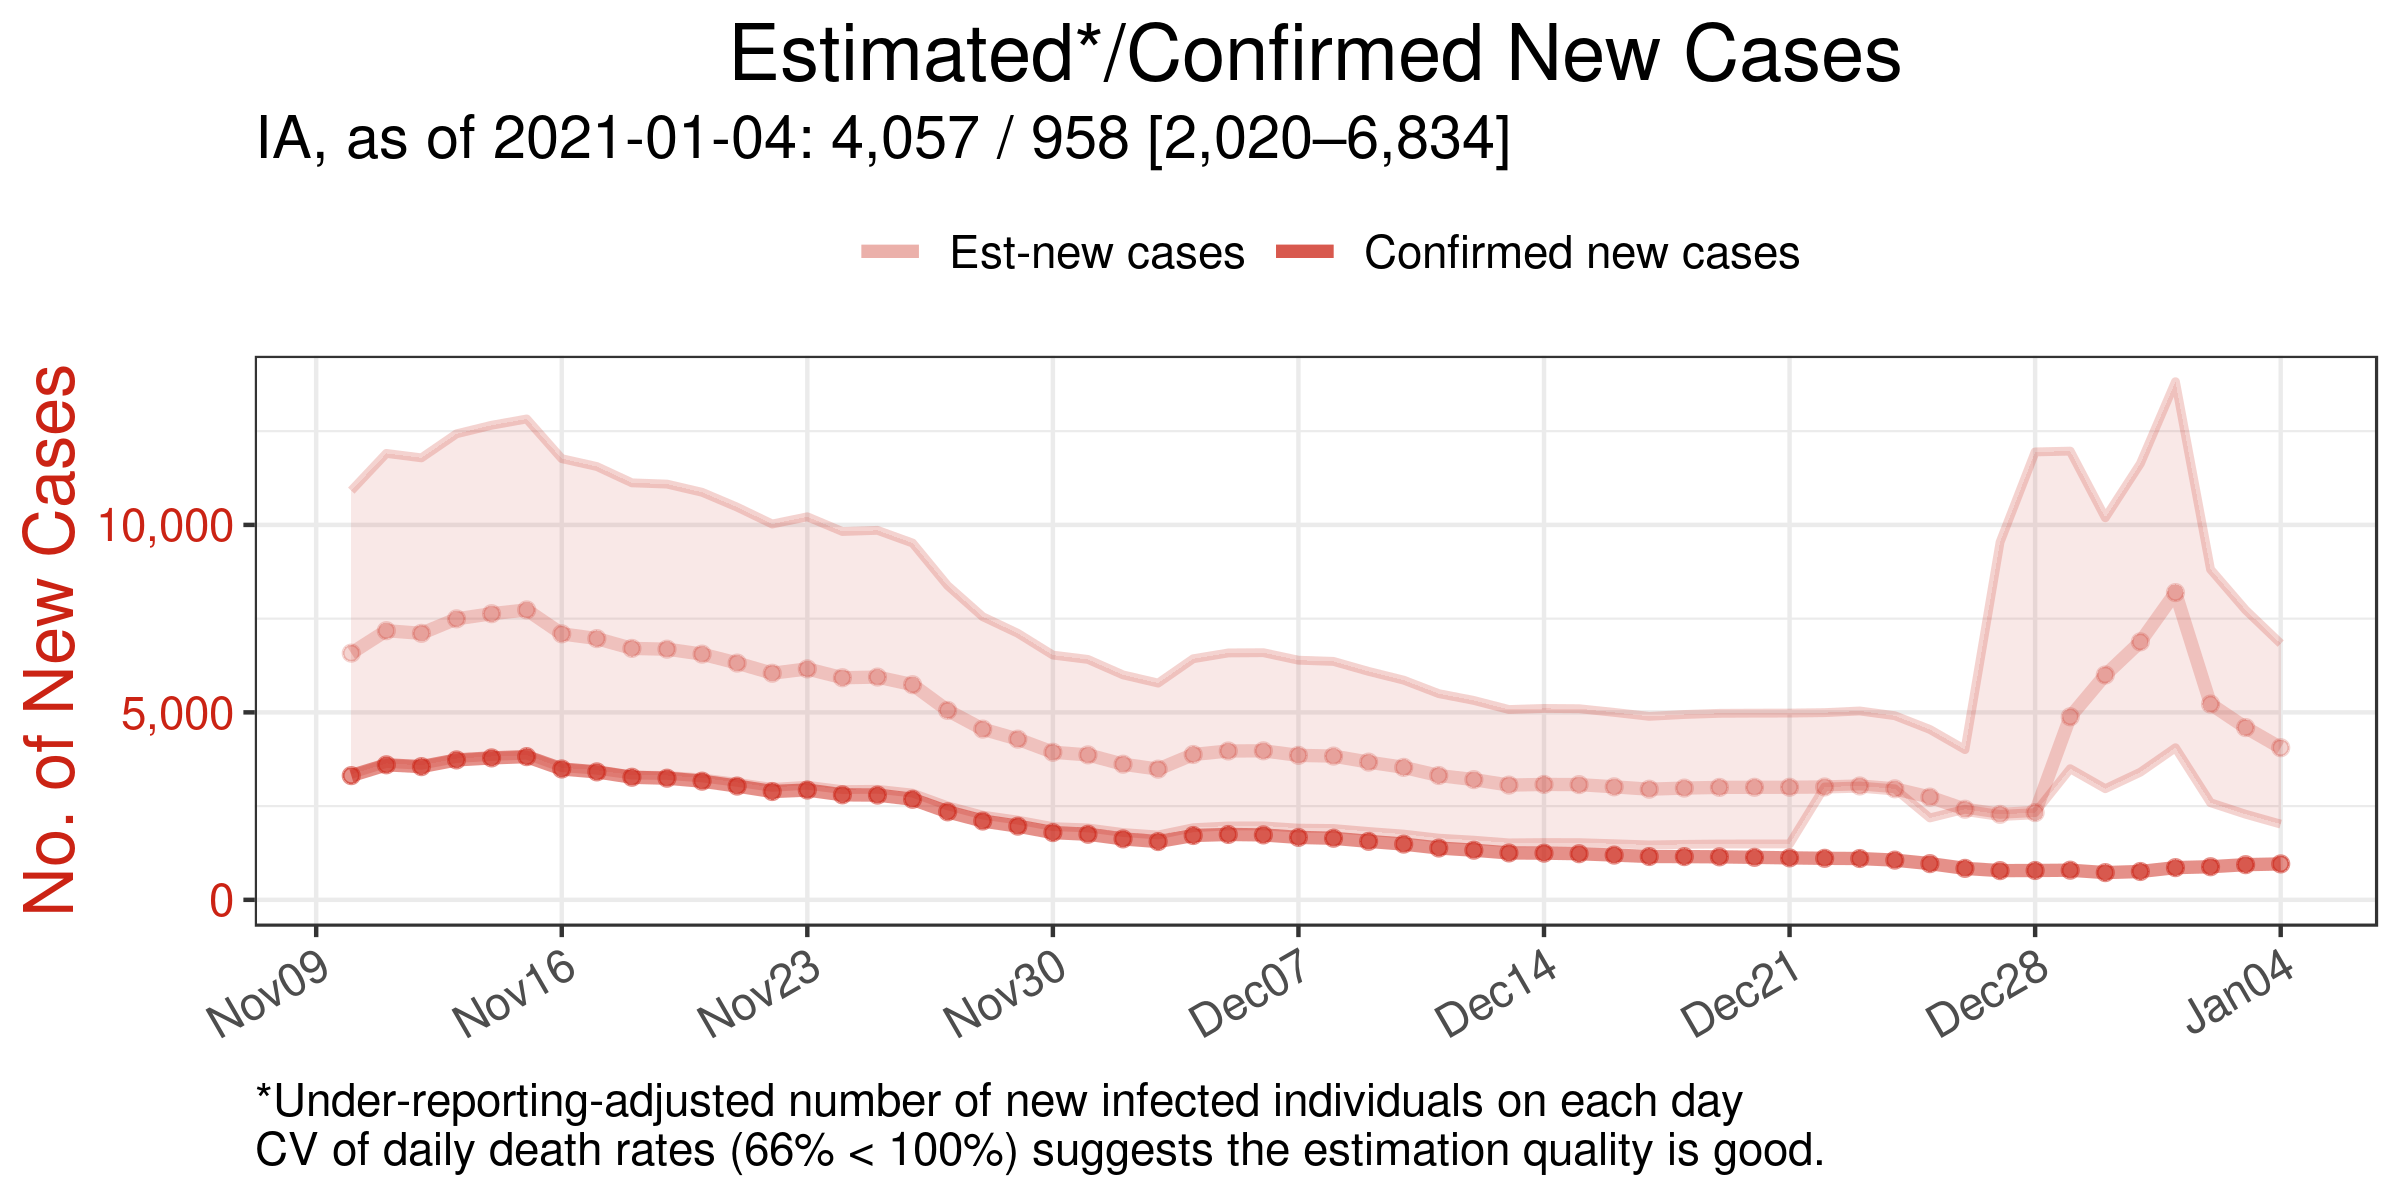 Estimated*/Confirmed New Cases
IA, as of 2021-01-04: 4,057 / 958 [2,020–6,834]
Est-new cases
Confirmed new cases
No. of New Cases
10,000
5,000
0
Nov09
Nov16
Nov23
Nov30
Dec07
Dec14
Dec21
Dec28
Jan04
*Under-reporting-adjusted number of new infected individuals on each day
CV of daily death rates (66% < 100%) suggests the estimation quality is good.